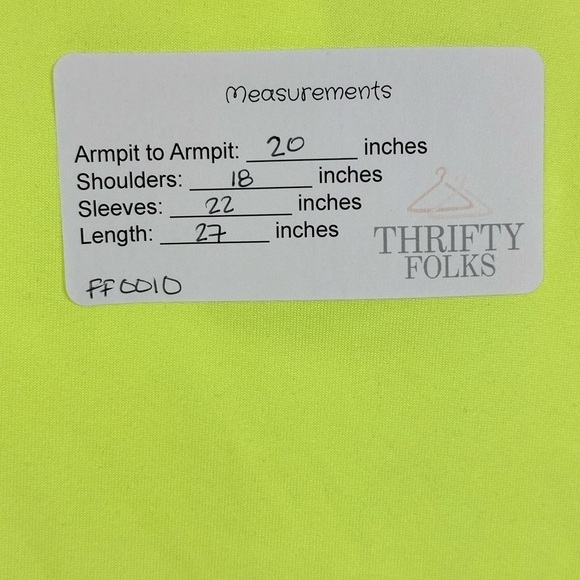 Measurements
Armpit to Armpit: 20 inches
Shoulders: 18 inches
Sleeves: 22 inches
Length: 27 inches
THRIFTY
FOLKS
FF0010